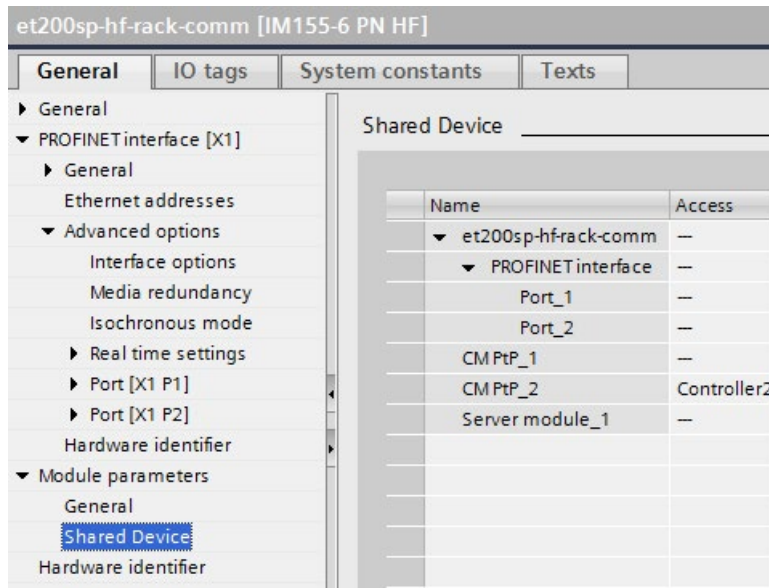 et200sp-hf-rack-comm [IM155-6 PN HF]
General IO tags System constants Texts
General
PROFINET interface [X1]
General
Ethernet addresses
Advanced options
Interface options
Media redundancy
Isochronous mode
Real time settings
Port [X1 P1]
Port [X1 P2]
Hardware identifier
Module parameters
General
Shared Device
Hardware identifier
Shared Device
Name Access
et200sp-hf-rack-comm ---
PROFINET interface ---
Port_1 ---
Port_2 ---
CM PtP_1 ---
CM PtP_2 Controller2
Server module_1 ---